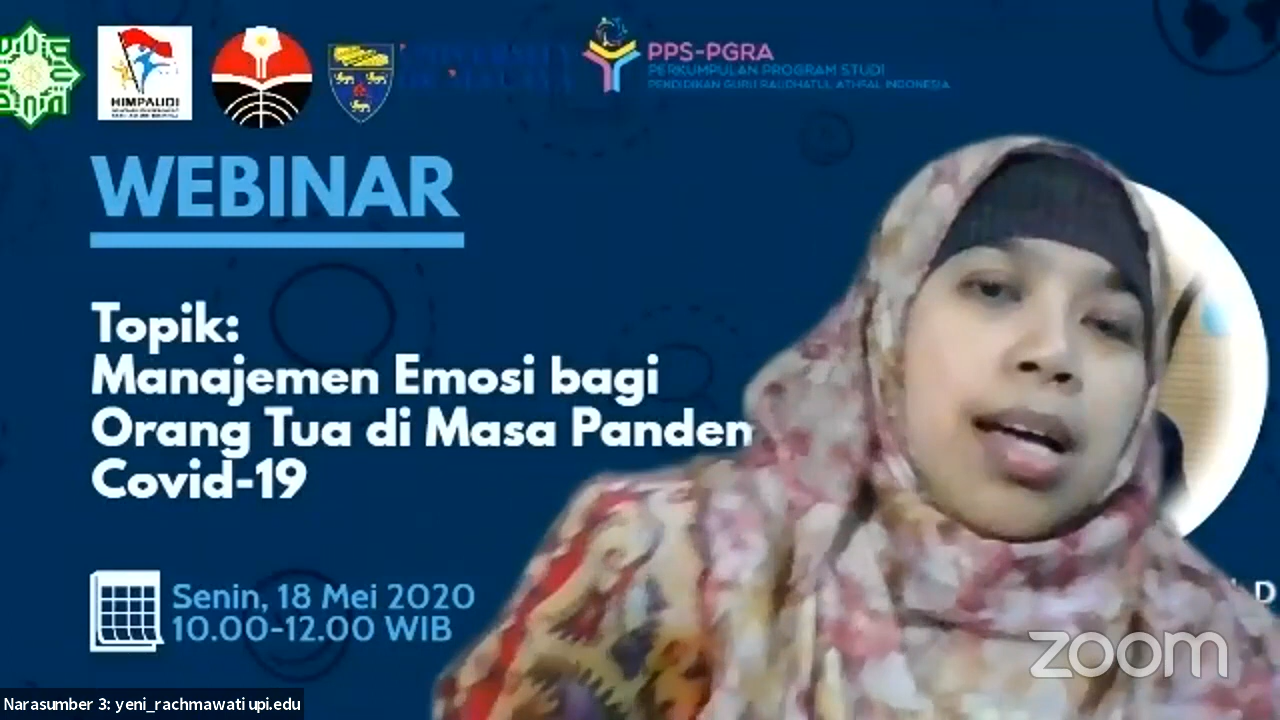 HIMPAUDI
PPS-PGRA
PERKUMPULAN PROGRAM STUDI
PENDIDIKAN GURU RAUDHATUL ATHFAL INDONESIA
WEBINAR
Topik:
Manajemen Emosi bagi
Orang Tua di Masa Pandem
Covid-19
Senin, 18 Mei 2020
10.00-12.00 WIB
D
zoom
Narasumber 3: yeni_rachmawati upi.edu